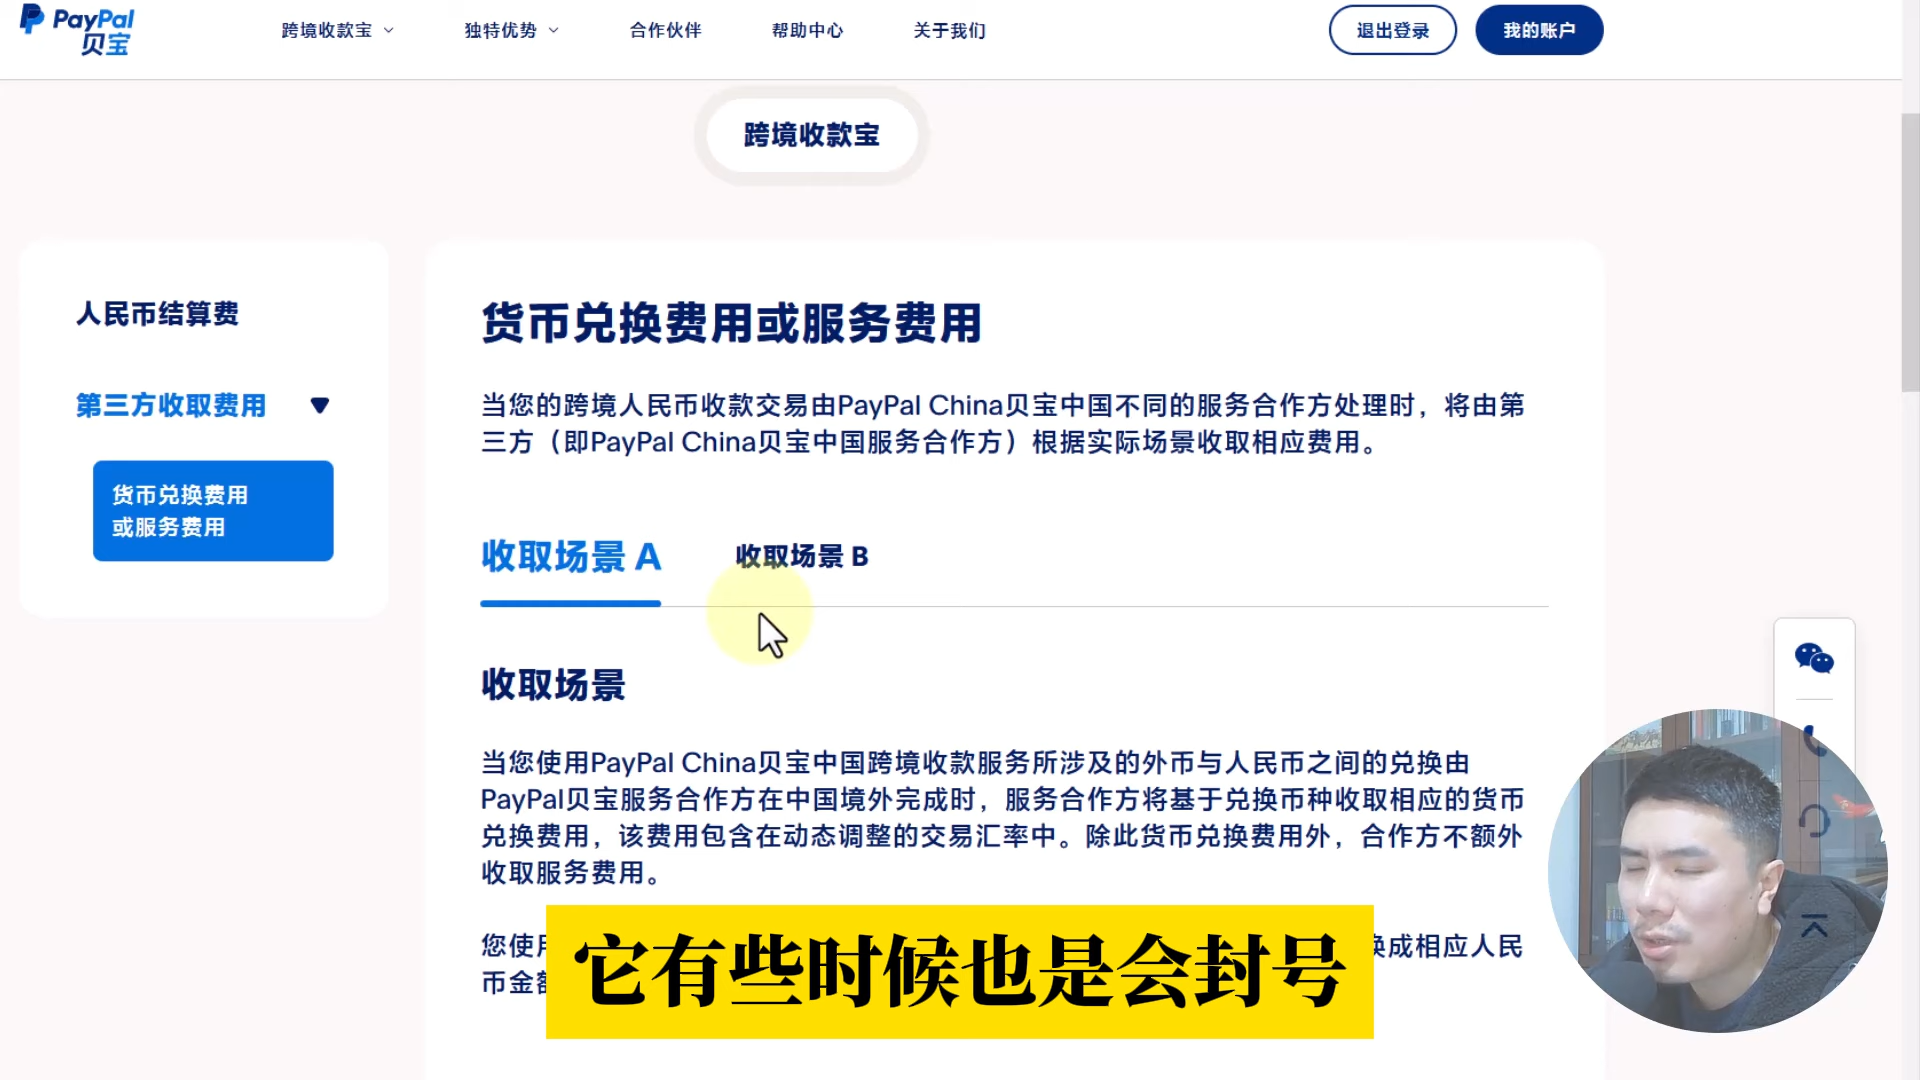 PayPal
贝宝
跨境收款宝
独特优势
合作伙伴
帮助中心
关于我们
退出登录
我的账户
跨境收款宝
人民币结算费
第三方收取费用
货币兑换费用
或服务费用
货币兑换费用或服务费用
当您的跨境人民币收款交易由PayPal China贝宝中国不同的服务合作方处理时，将由第
三方（即PayPal China贝宝中国服务合作方）根据实际场景收取相应费用。
收取场景 A
收取场景 B
收取场景
当您使用PayPal China贝宝中国跨境收款服务所涉及的外币与人民币之间的兑换由
PayPal贝宝服务合作方在中国境外完成时，服务合作方将基于兑换币种收取相应的货币
兑换费用，该费用包含在动态调整的交易汇率中。除此货币兑换费用外，合作方不额外
收取服务费用。
您使 换成相应人民
币金
它有些时候也是会封号